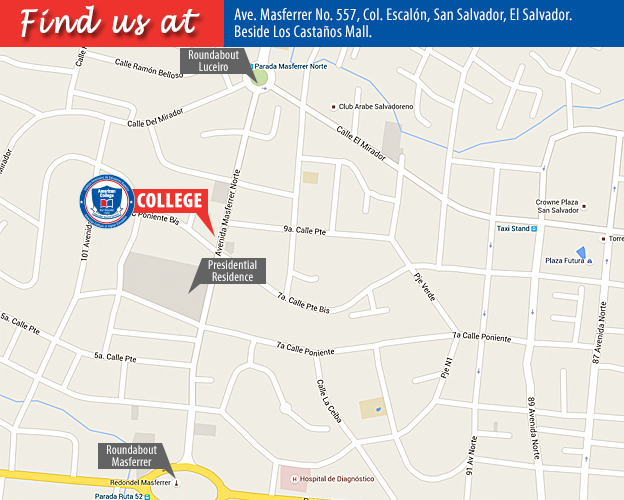 Find us at
Ave. Masferrer No. 557, Col. Escalón, San Salvador, El Salvador.
Beside Los Castaños Mall.
Calle N
Roundabout
Luceiro
Parada Masferrer Norte
Calle Ramón Belloso
Club Arabe Salvadoreno
Calle Del Mirador
Calle El Mirador
Mirador
American
College
COLLEGE
C Poniente Bis
Avenida Masferrer Norte
101 Avenida
9a. Calle Pte
Crowne Plaza
San Salvador
Taxi Stand
Torre
Plaza Futura
Presidential
Residence
Pje Verde
7a. Calle Pte Bis
5a. Calle Pte
5a. Calle Pte
7a Calle Poniente
7a Calle Poniente
87 Avenida Norte
Pje N1
Calle La Ceiba
89 Avenida Norte
91 Av Norte
Roundabout
Masferrer
Redondel Masferrer
Hospital de Diagnóstico
Parada Ruta 52